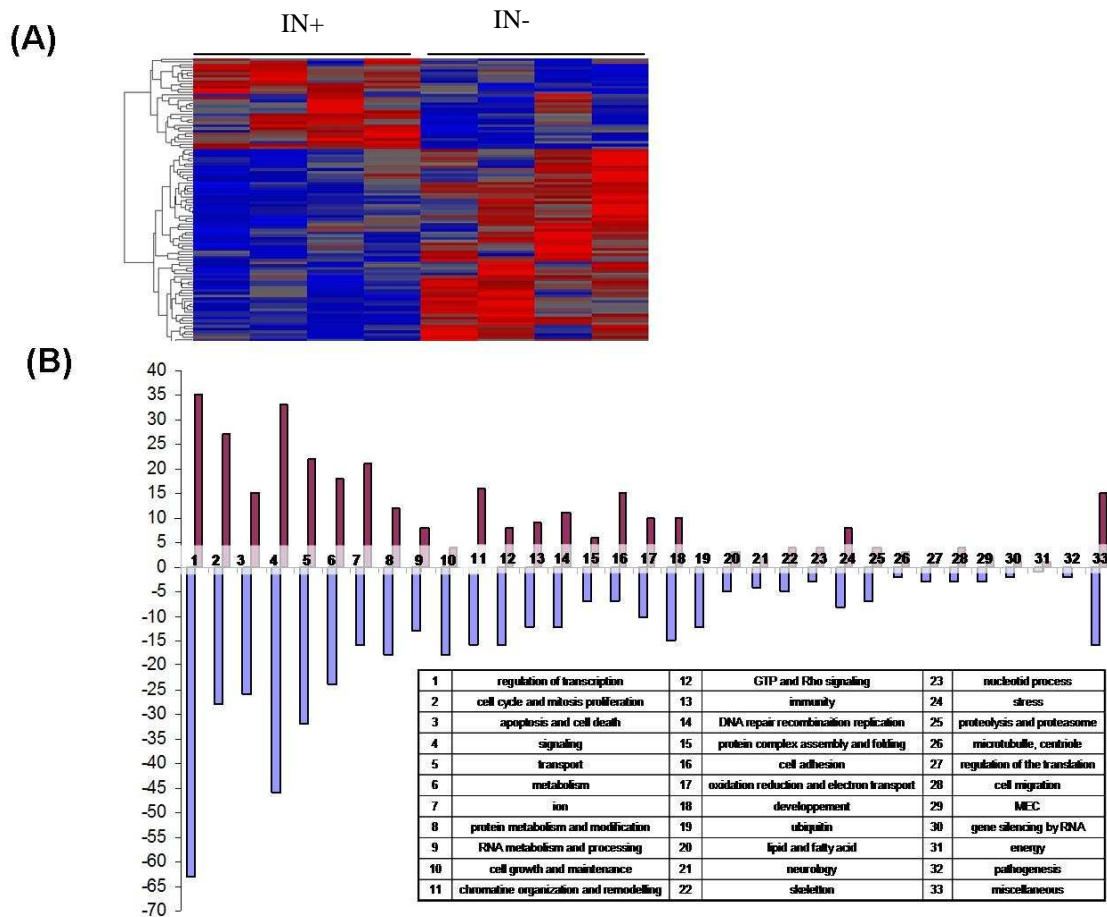 (A)
IN+ IN-
(B)
40
35
30
25
20
15
10
5
0
-5
-10
-15
-20
-25
-30
-35
-40
-45
-50
-55
-60
-65
-70
1 2 3 4 5 6 7 8 9 10 11 12 13 14 15 16 17 18 19 20 21 22 23 24 25 26 27 28 29 30 31 32 33
1 regulation of transcription 12 GTP and Rho signaling 23 nucleotid process
2 cell cycle and mitosis proliferation 13 immunity 24 stress
3 apoptosis and cell death 14 DNA repair recombinaition replication 25 proteolysis and proteasome
4 signaling 15 protein complex assembly and folding 26 microtubulle, centriole
5 transport 16 cell adhesion 27 regulation of the translation
6 metabolism 17 oxidation reduction and electron transport 28 cell migration
7 ion 18 developpement 29 MEC
8 protein metabolism and modification 19 ubiquitin 30 gene silencing by RNA
9 RNA metabolism and processing 20 lipid and fatty acid 31 energy
10 cell growth and maintenance 21 neurology 32 pathogenesis
11 chromatine organization and remodelling 22 skeletton 33 miscellaneous